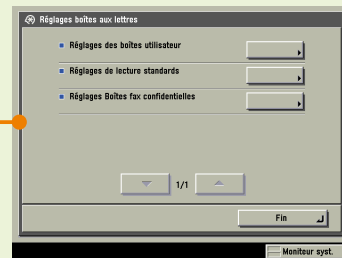 Réglages boîtes aux lettres
Réglages des boîtes utilisateur
Réglages de lecture standards
Réglages Boîtes fax confidentielles
1/1
Fin
Moniteur syst.